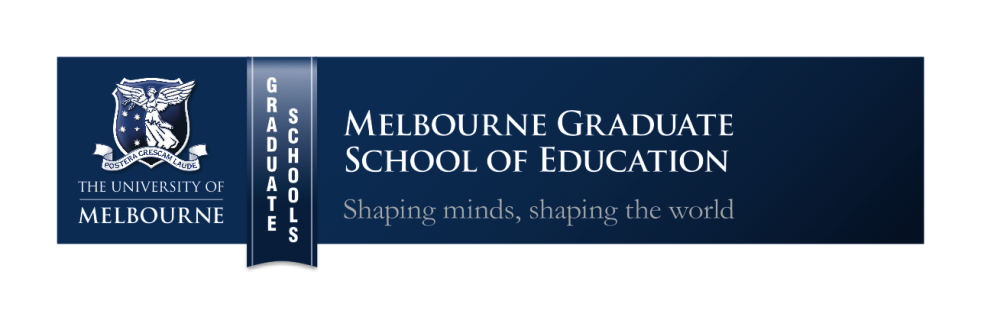 POSTERA CRESCAM LAUDE
THE UNIVERSITY OF
MELBOURNE
GRADUATE
SCHOOLS
MELBOURNE GRADUATE
SCHOOL OF EDUCATION
Shaping minds, shaping the world